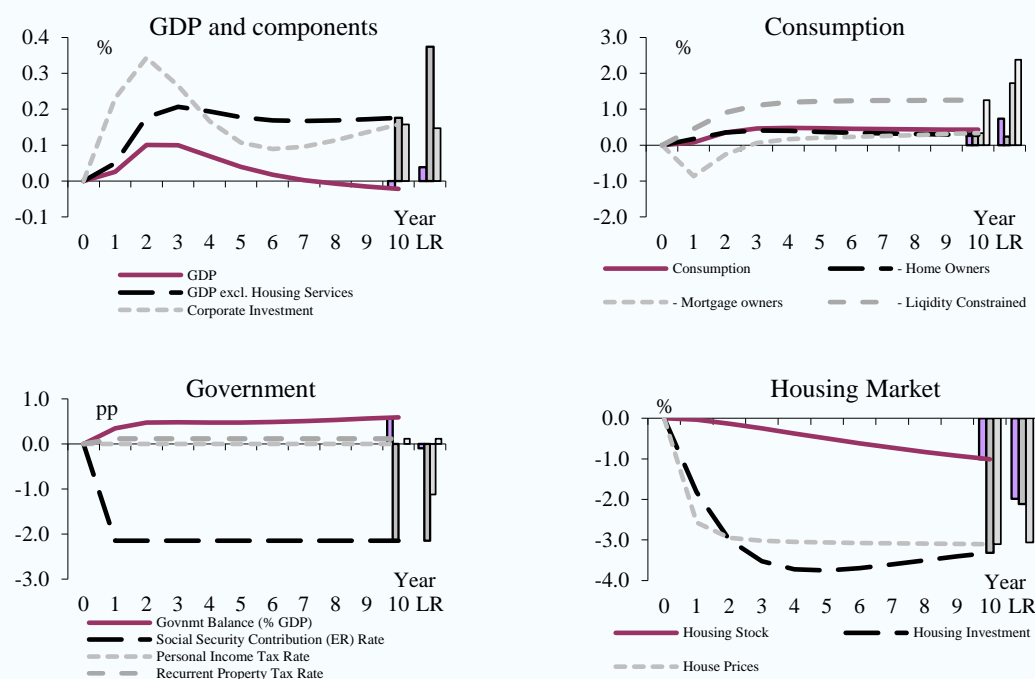 GDP and components
%
0.4
0.3
0.2
0.1
0.0
-0.1
Year
0 1 2 3 4 5 6 7 8 9 10 LR
GDP
GDP excl. Housing Services
Corporate Investment
Consumption
%
3.0
2.0
1.0
0.0
-1.0
2.0
Year
0 1 2 3 4 5 6 7 8 9 10 LR
Consumption
- Home Owners
- Mortgage owners
- Liqidity Constrained
Government
pp
1.0
0.0
-1.0
-2.0
-3.0
Year
0 1 2 3 4 5 6 7 8 9 10 LR
Govnmt Balance (% GDP)
Social Security Contribution (ER) Rate
Personal Income Tax Rate
Recurrent Property Tax Rate
Housing Market
%
0.0
-1.0
-2.0
-3.0
-4.0
Year
0 1 2 3 4 5 6 7 8 9 10 LR
Housing Stock
Housing Investment
House Prices